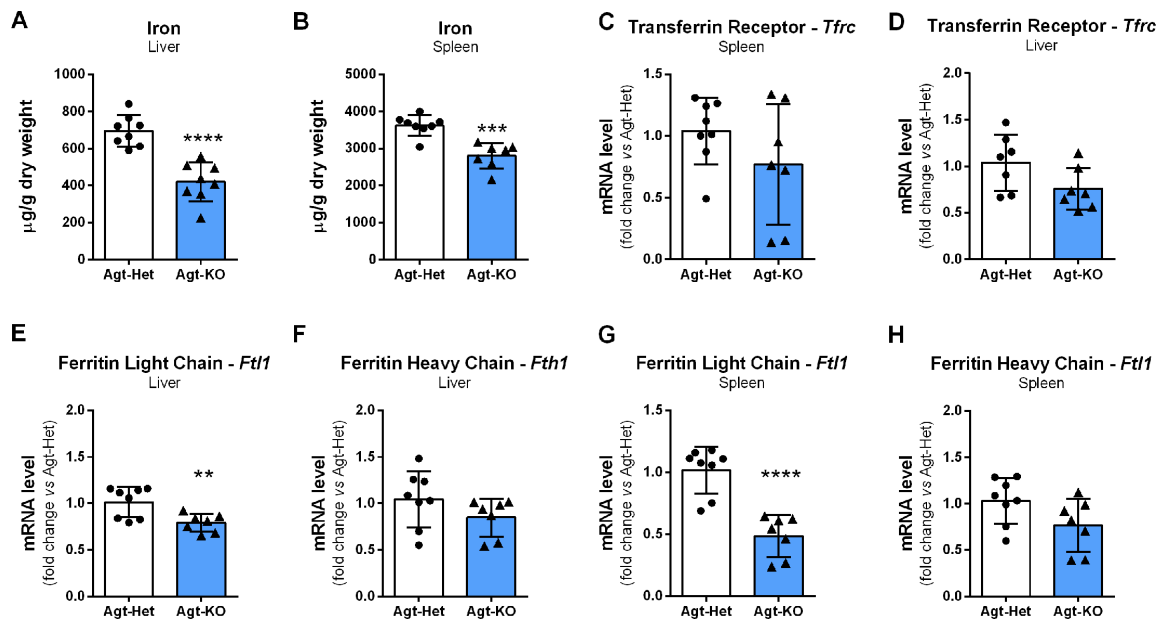 A
Iron
Liver
µg/g dry weight
1000
800
600
400
200
0
****
Agt-Het
Agt-KO
B
Iron
Spleen
µg/g dry weight
5000
4000
3000
2000
1000
0
***
Agt-Het
Agt-KO
C
Transferrin Receptor - Tfrc
Spleen
mRNA level
(fold change vs Agt-Het)
1.5
1.0
0.5
0.0
Agt-Het
Agt-KO
D
Transferrin Receptor - Tfrc
Liver
mRNA level
(fold change vs Agt-Het)
2.0
1.5
1.0
0.5
0.0
Agt-Het
Agt-KO
E
Ferritin Light Chain - Ftl1
Liver
mRNA level
(fold change vs Agt-Het)
2.0
1.5
1.0
0.5
0.0
**
Agt-Het
Agt-KO
F
Ferritin Heavy Chain - Fth1
Liver
mRNA level
(fold change vs Agt-Het)
2.0
1.5
1.0
0.5
0.0
Agt-Het
Agt-KO
G
Ferritin Light Chain - Ftl1
Spleen
mRNA level
(fold change vs Agt-Het)
1.5
1.0
0.5
0.0
****
Agt-Het
Agt-KO
H
Ferritin Heavy Chain - Ftl1
Spleen
mRNA level
(fold change vs Agt-Het)
2.0
1.5
1.0
0.5
0.0
Agt-Het
Agt-KO